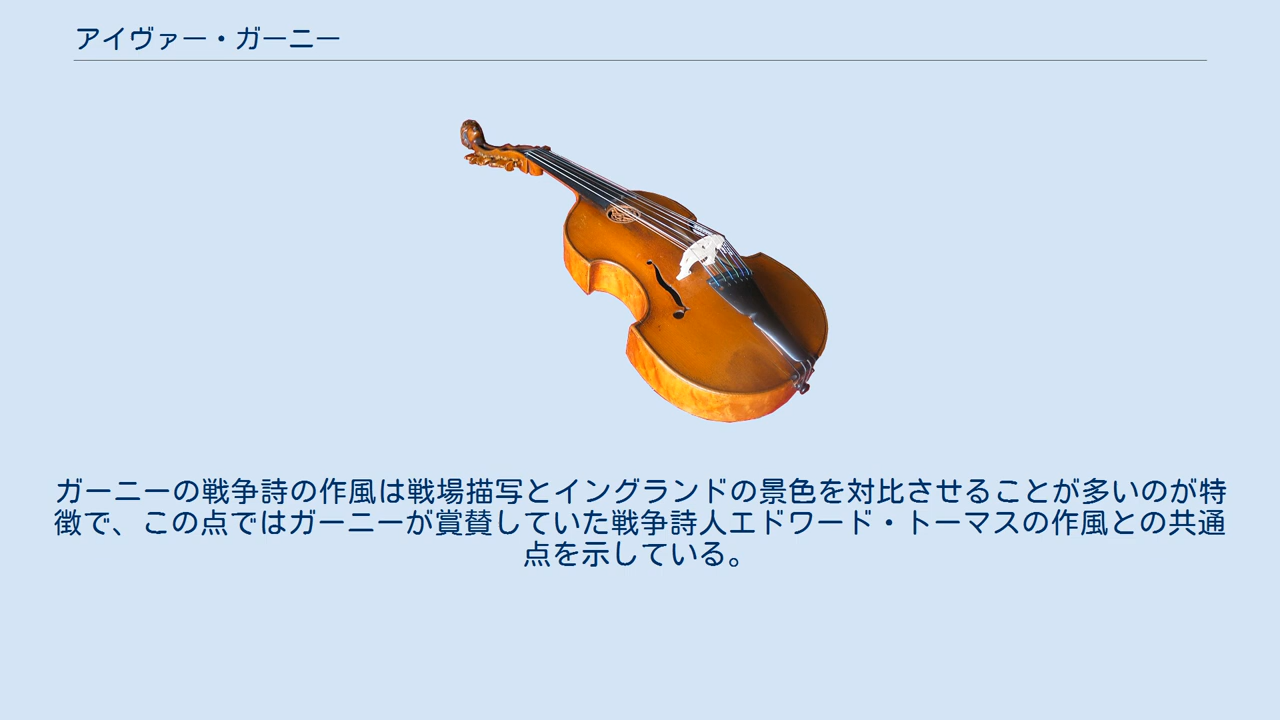 アイヴァー・ガーニー
ガーニーの戦争詩の作風は戦場描写とイングランドの景色を対比させることが多いのが特
徴で、この点ではガーニーが賞賛していた戦争詩人エドワード・トーマスの作風との共通
点を示している。